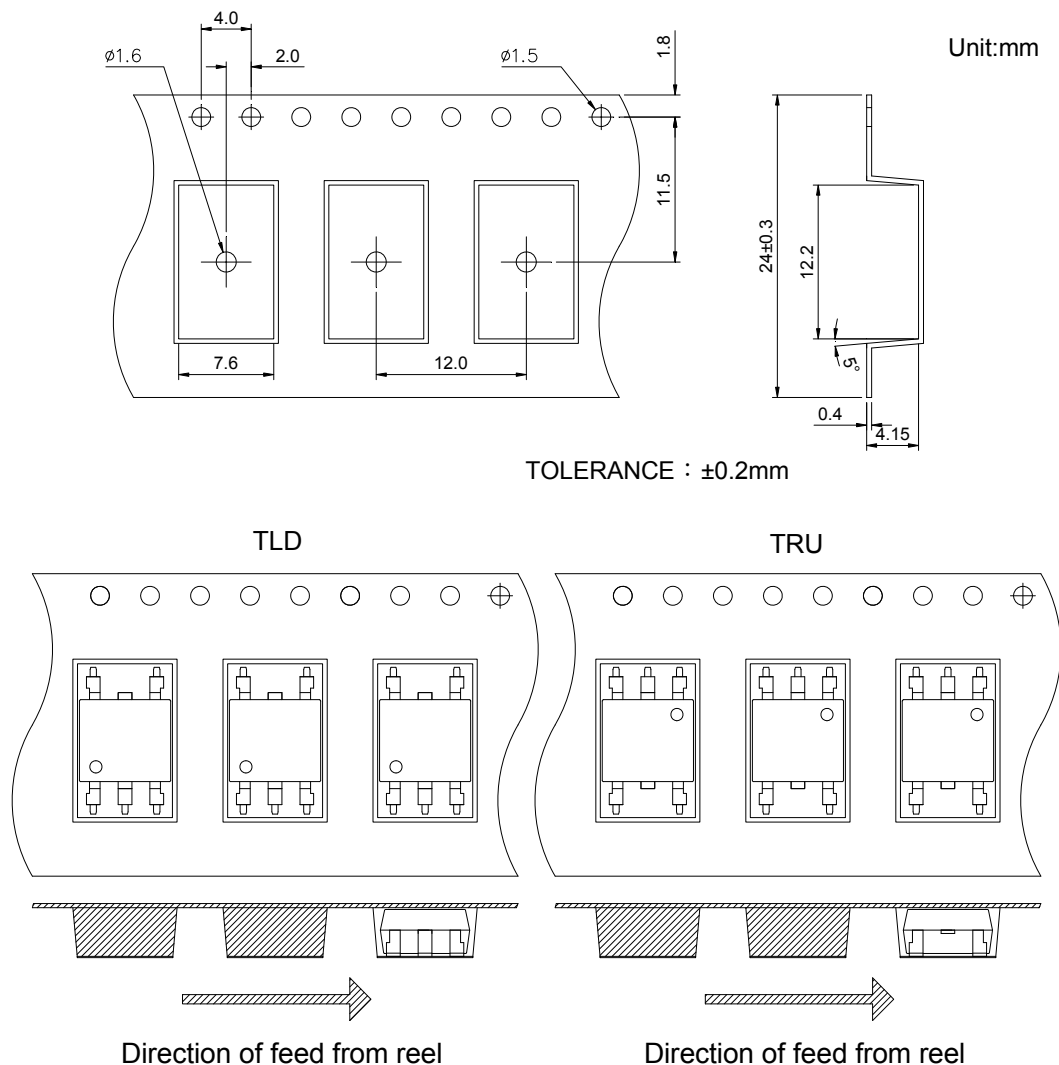 4.0
Unit:mm
ø1.6
2.0
ø1.5
1.8
11.5
24±0.3
12.2
5°
7.6
12.0
0.4
4.15
TOLERANCE : ±0.2mm
TLD
TRU
Direction of feed from reel
Direction of feed from reel